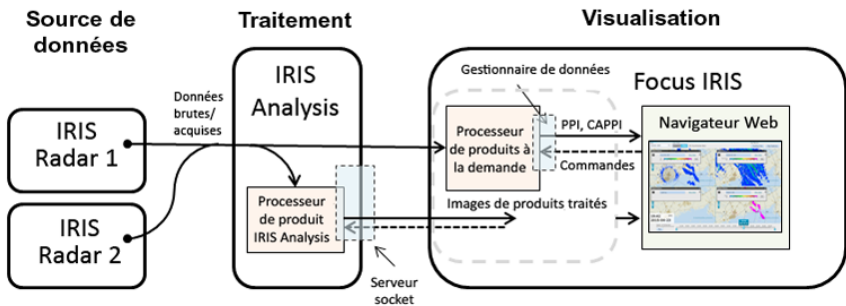 Source de
données
Traitement
Visualisation
IRIS
Radar 1
IRIS
Radar 2
Données
brutes/
acquises
IRIS
Analysis
Processeur
de produit
IRIS Analysis
Serveur
socket
Gestionnaire de données
Focus IRIS
Processeur
de produits à
la demande
PPI, CAPPI
Commandes
Images de produits traités
Navigateur Web